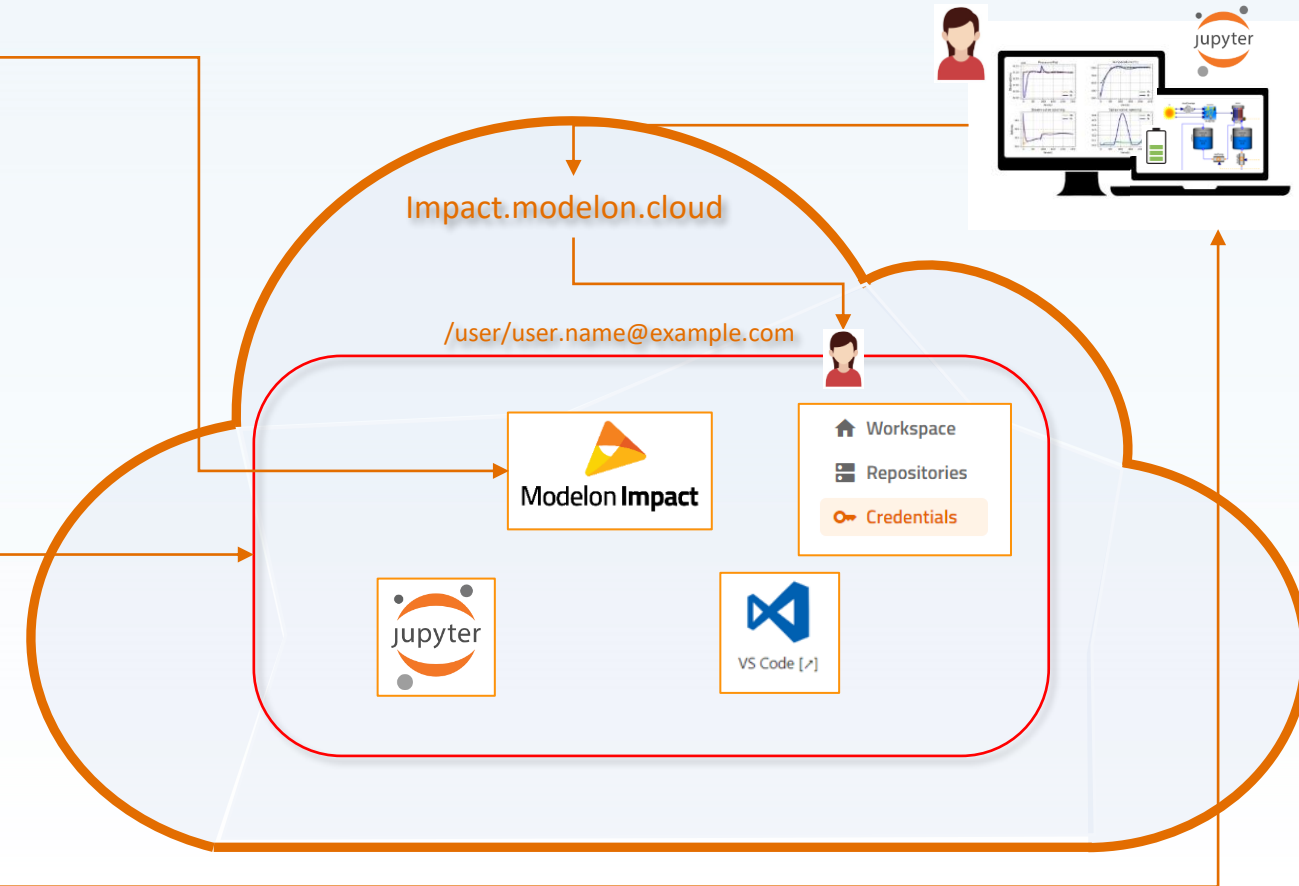 jupyter
Impact.modelon.cloud
/user/user.name@example.com
Modelon Impact
Workspace
Repositories
Credentials
jupyter
VS Code [↗]